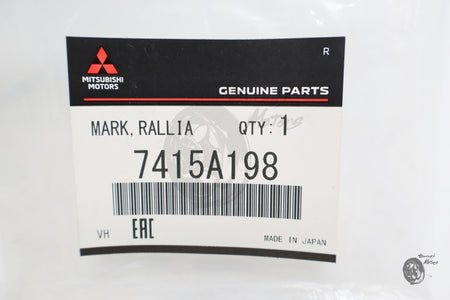 R
MITSUBISHI
MOTORS
GENUINE PARTS
MARK, RALLIA QTY: 1
7415A198
VH EAC
MADE IN JAPAN